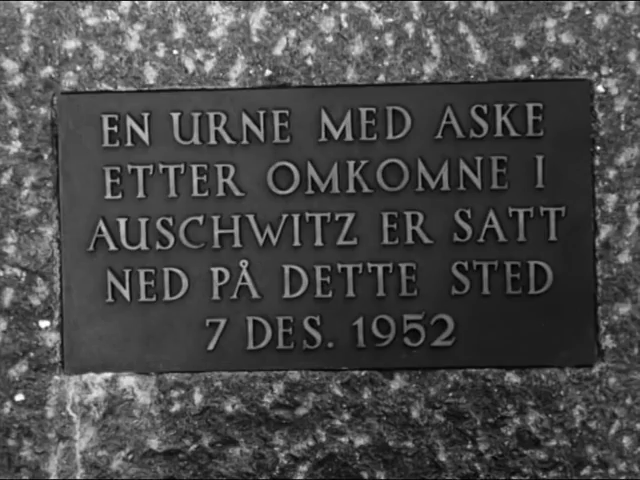 EN URNE MED ASKE
ETTER OMKOMNE I
AUSCHWITZ ER SATT
NED PÅ DETTE STED
7 DES. 1952